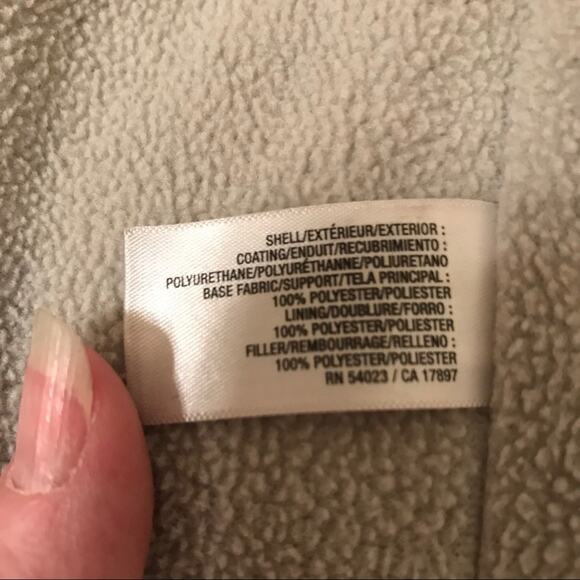 SHELL/EXTÉRIEUR/EXTERIOR :
COATING/ENDUIT/RECUBRIMIENTO :
POLYURETHANE/POLYURÉTHANNE/POLIURETANO
BASE FABRIC/SUPPORT/TELA PRINCIPAL :
100% POLYESTER/POLIESTER
LINING/DOUBLURE/FORRO :
100% POLYESTER/POLIESTER
FILLER/REMBOURRAGE/RELLENO :
100% POLYESTER/POLIESTER
RN 54023 / CA 17897